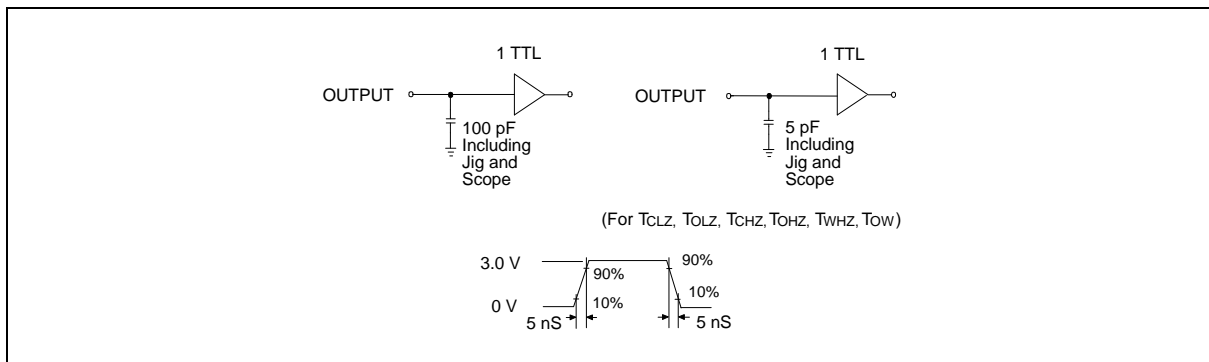 1 TTL
OUTPUT
100 pF
Including
Jig and
Scope
1 TTL
OUTPUT
5 pF
Including
Jig and
Scope
(For TCLZ, TOLZ, TCHZ, TOHZ, TWHZ, TOW)
3.0 V
90%
90%
0 V
10%
10%
5 nS
5 nS